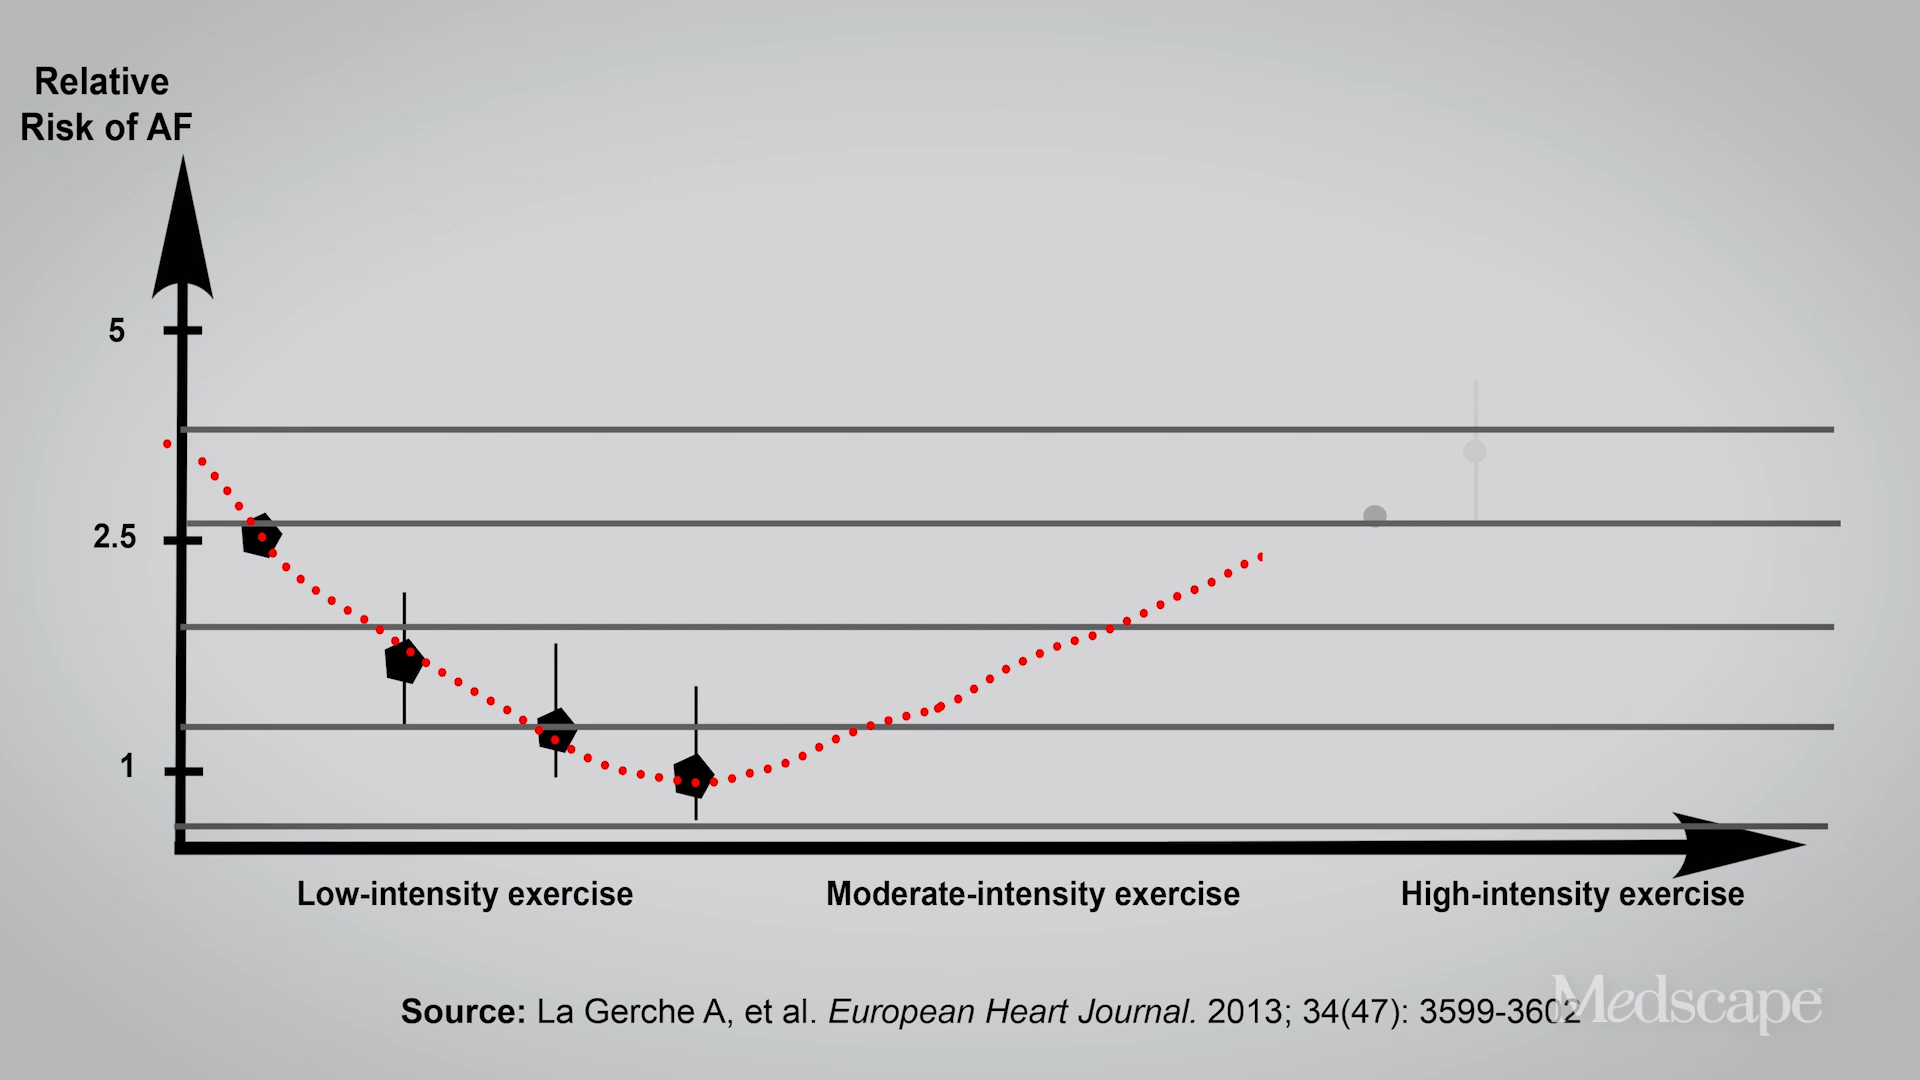 Relative
Risk of AF
5
2.5
1
Low-intensity exercise
Moderate-intensity exercise
High-intensity exercise
Source: La Gerche A, et al. European Heart Journal. 2013; 34(47): 3599-3602
Medscape